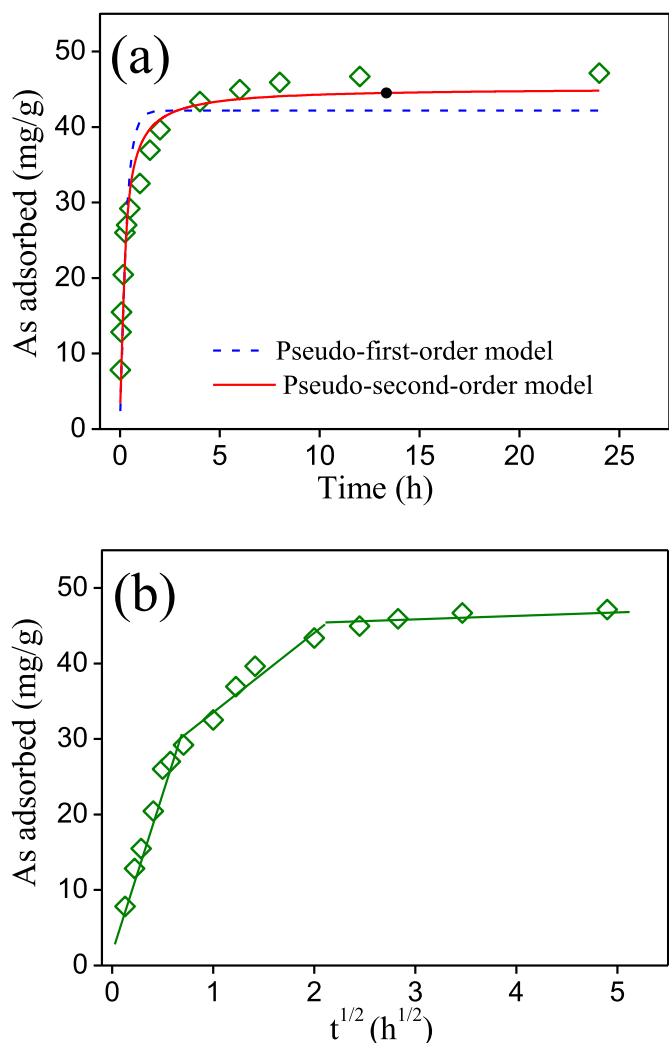 (a)
As adsorbed (mg/g)
50
40
30
20
10
0
Pseudo-first-order model
Pseudo-second-order model
0 5 10 15 20 25
Time (h)
(b)
As adsorbed (mg/g)
50
40
30
20
10
0
0 1 2 3 4 5
t^1/2 (h^1/2)